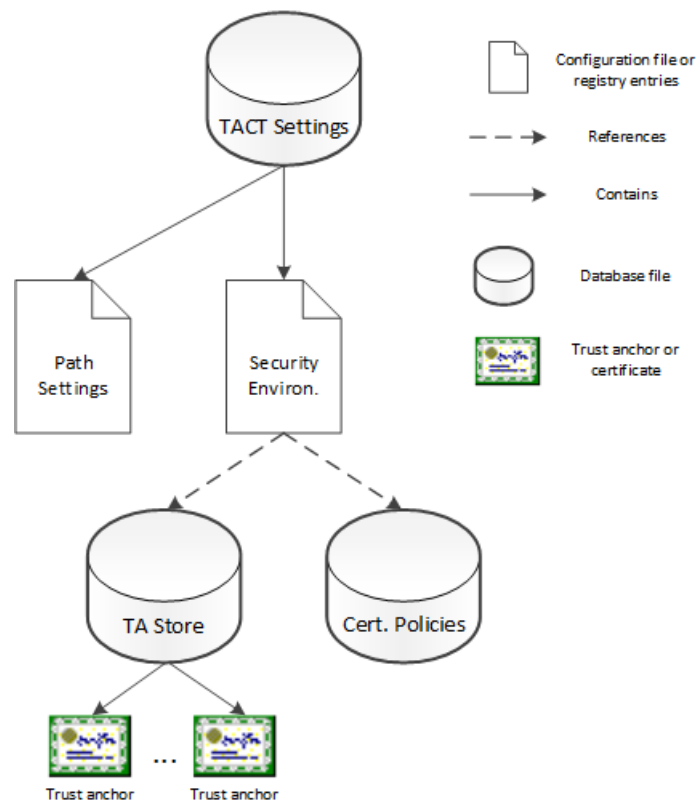 TACT Settings
Configuration file or
registry entries
References
Contains
Database file
Trust anchor or
certificate
Path
Settings
Security
Environ.
TA Store
Cert. Policies
...
Trust anchor
Trust anchor